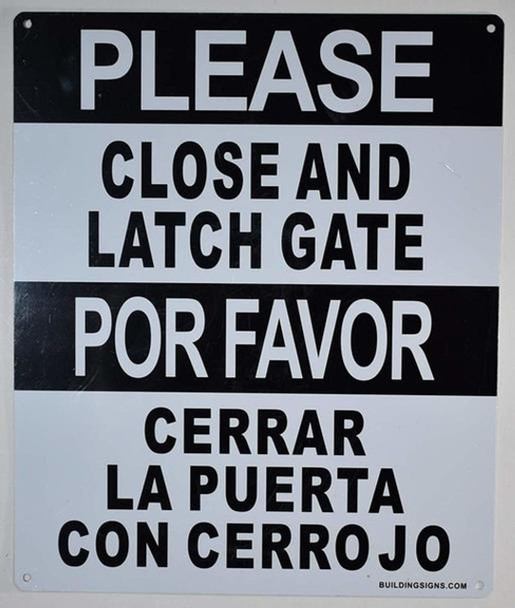 PLEASE
CLOSE AND
LATCH GATE
POR FAVOR
CERRAR
LA PUERTA
CON CERROJO
BUILDINGSIGNS.COM